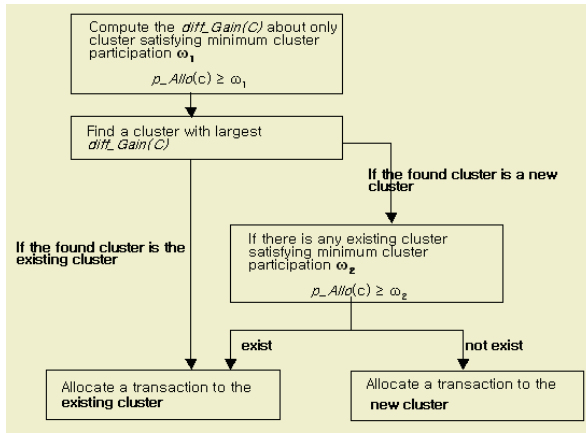 Compute the diff_Gain(C) about only
cluster satisfying minimum cluster
participation ω1
p_Allo(c) ≥ ω1
Find a cluster with largest
diff_Gain(C)
If the found cluster is a new
cluster
If the found cluster is the
existing cluster
If there is any existing cluster
satisfying minimum cluster
participation ω2
p_Allo(c) ≥ ω2
exist
not exist
Allocate a transaction to the
existing cluster
Allocate a transaction to the
new cluster